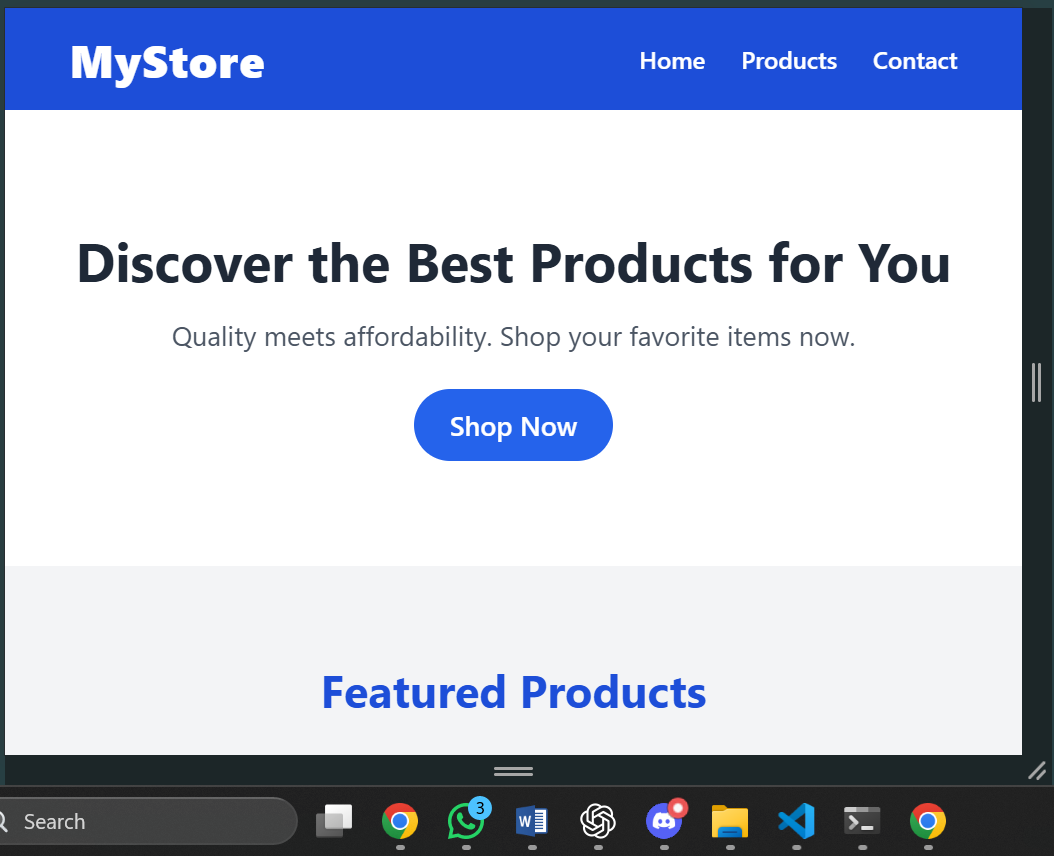 MyStore
Home Products Contact
Discover the Best Products for You
Quality meets affordability. Shop your favorite items now.
Shop Now
Featured Products
Search
3
W